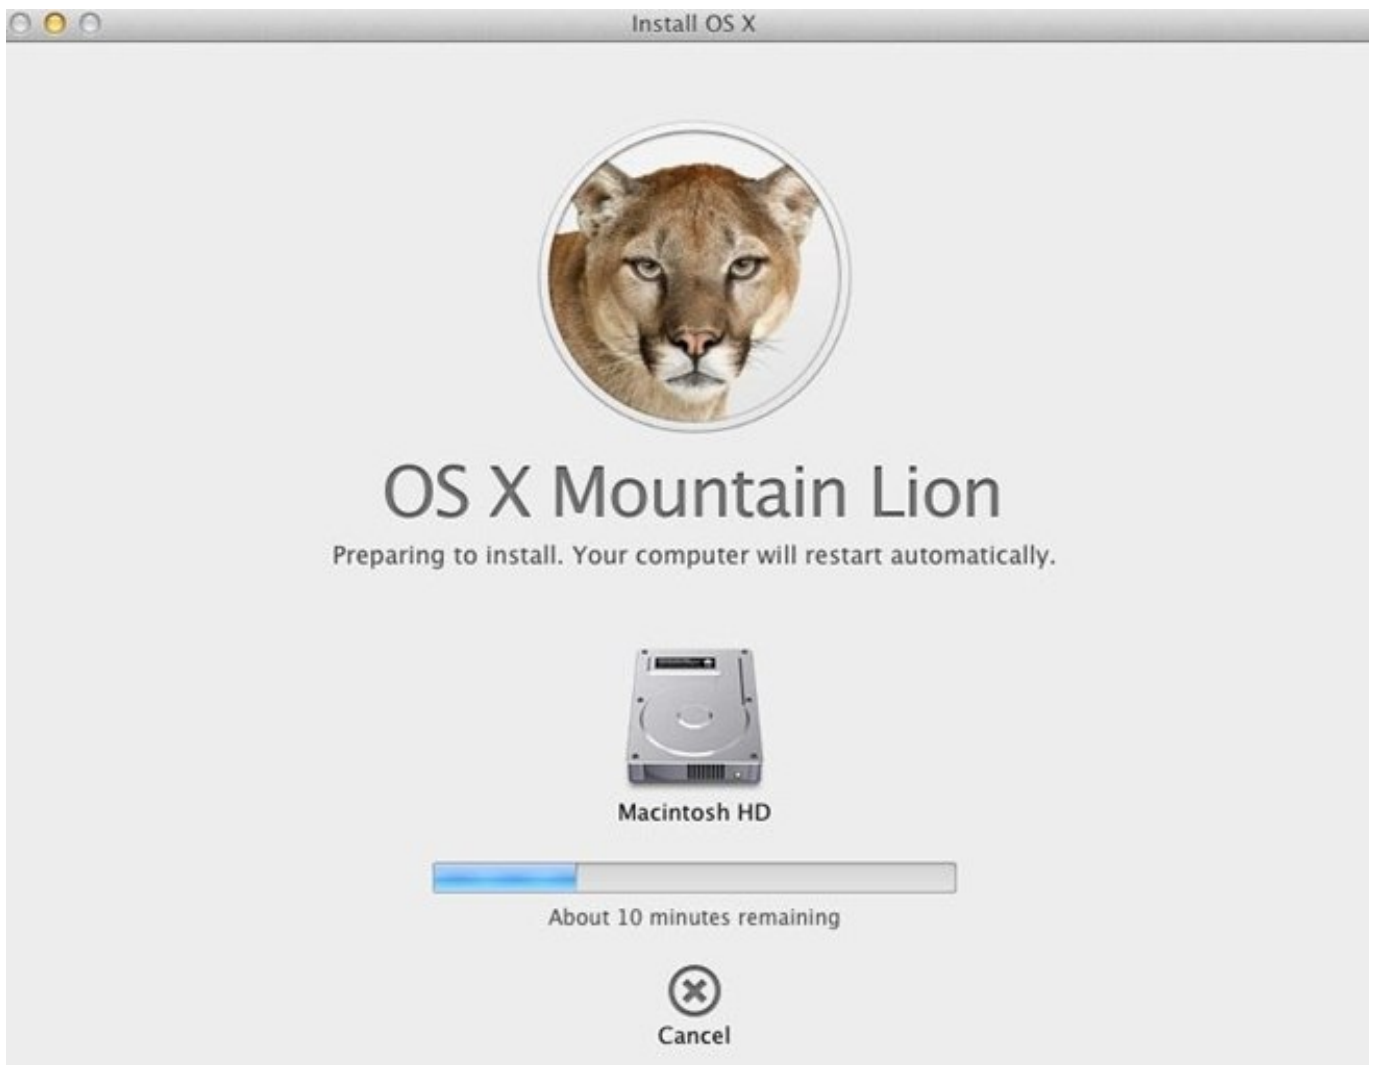 Install OS X
OS X Mountain Lion
Preparing to install. Your computer will restart automatically.
Macintosh HD
About 10 minutes remaining
Cancel